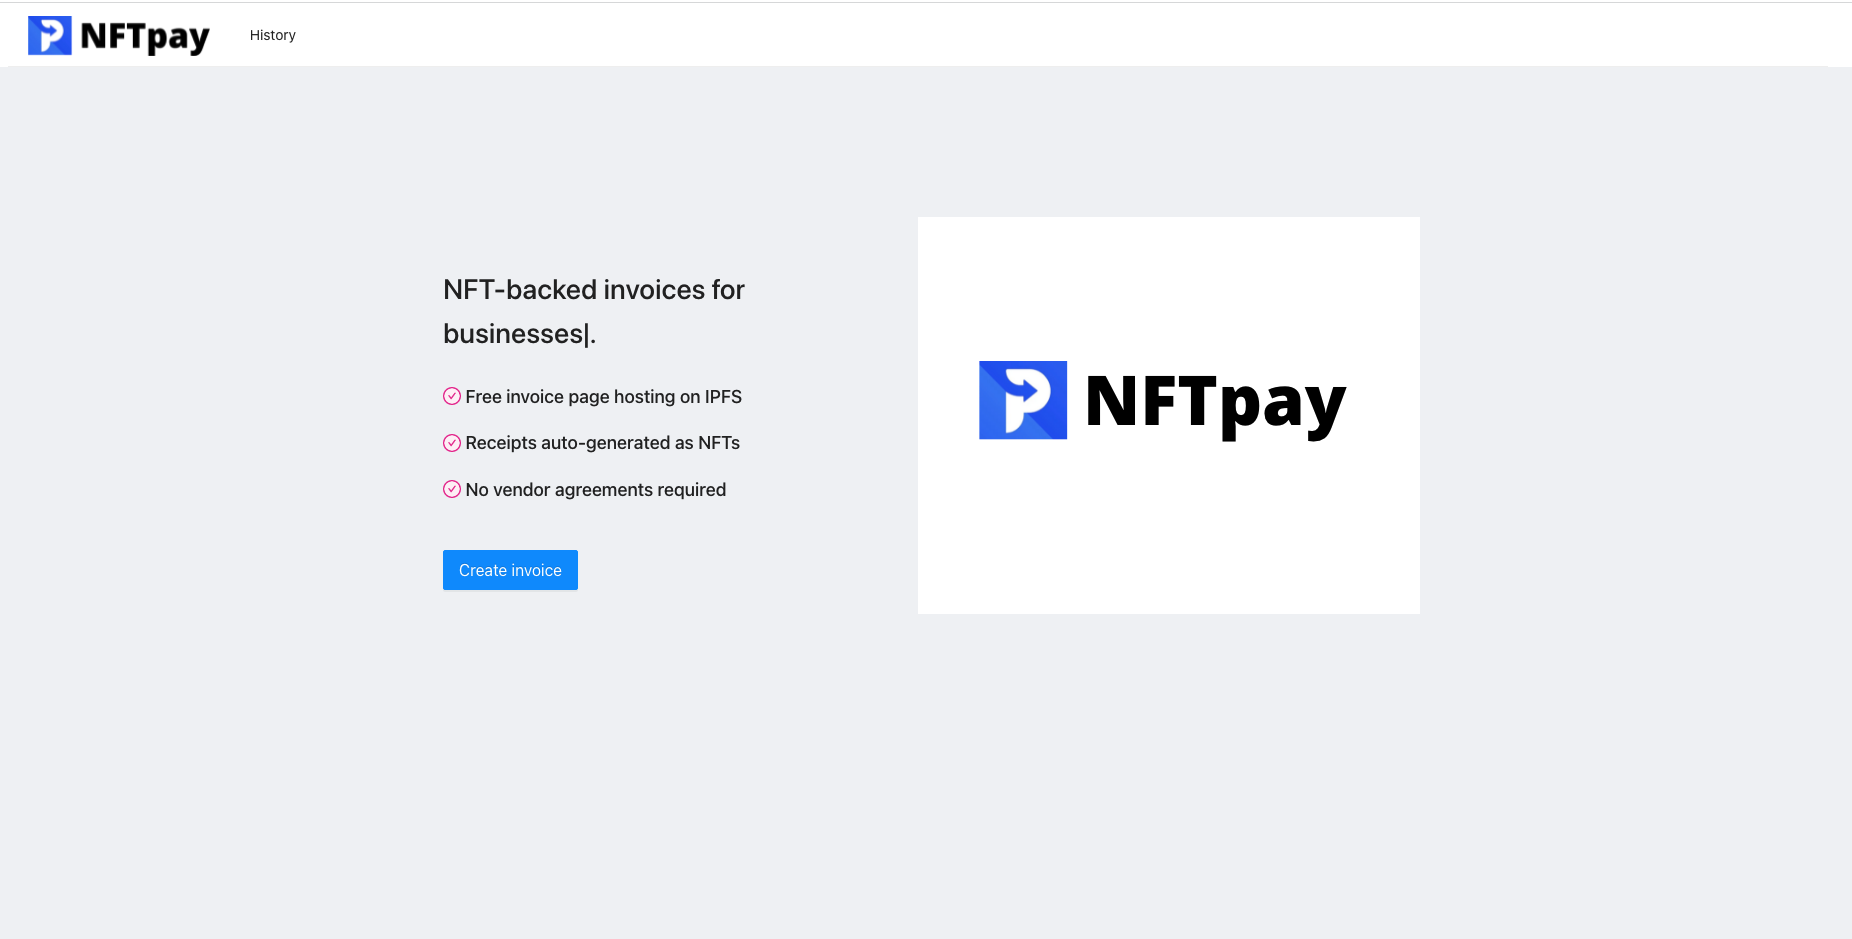 NFTpay
History
NFT-backed invoices for
businesses|.
Free invoice page hosting on IPFS
Receipts auto-generated as NFTs
No vendor agreements required
Create invoice
NFTpay